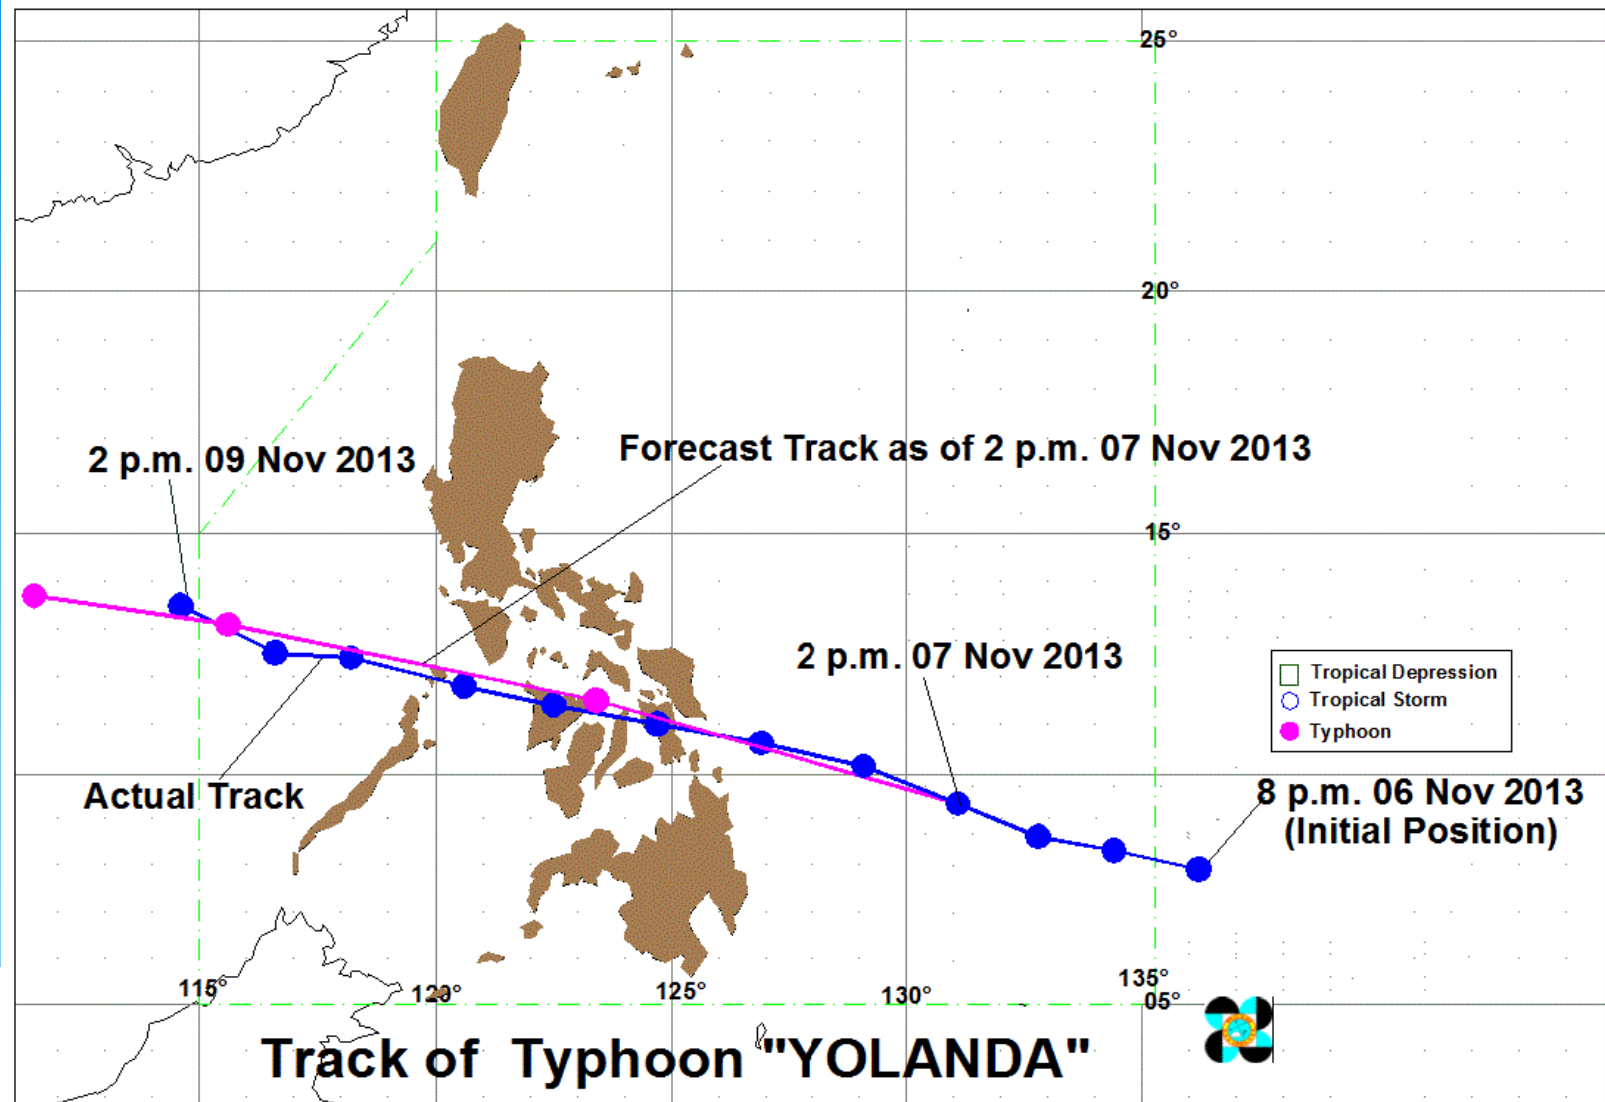 25°
20°
2 p.m. 09 Nov 2013
Forecast Track as of 2 p.m. 07 Nov 2013
15°
2 p.m. 07 Nov 2013
Tropical Depression
Tropical Storm
Typhoon
Actual Track
8 p.m. 06 Nov 2013
(Initial Position)
115°
120°
125°
130°
135°
05°
Track of Typhoon "YOLANDA"